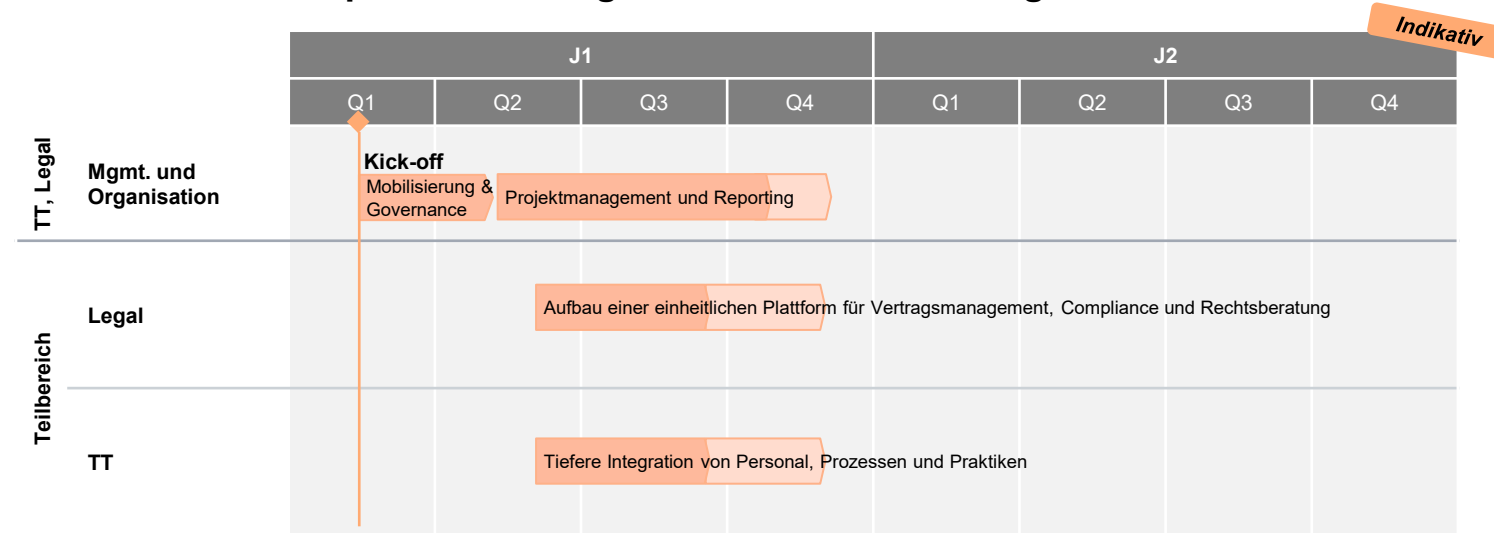 Indikativ
J1
J2
Q1
Q2
Q3
Q4
Q1
Q2
Q3
Q4
TT, Legal
Mgmt. und
Organisation
Kick-off
Mobilisierung &
Governance
Projektmanagement und Reporting
Teilbereich
Legal
Aufbau einer einheitlichen Plattform für Vertragsmanagement, Compliance und Rechtsberatung
TT
Tiefere Integration von Personal, Prozessen und Praktiken